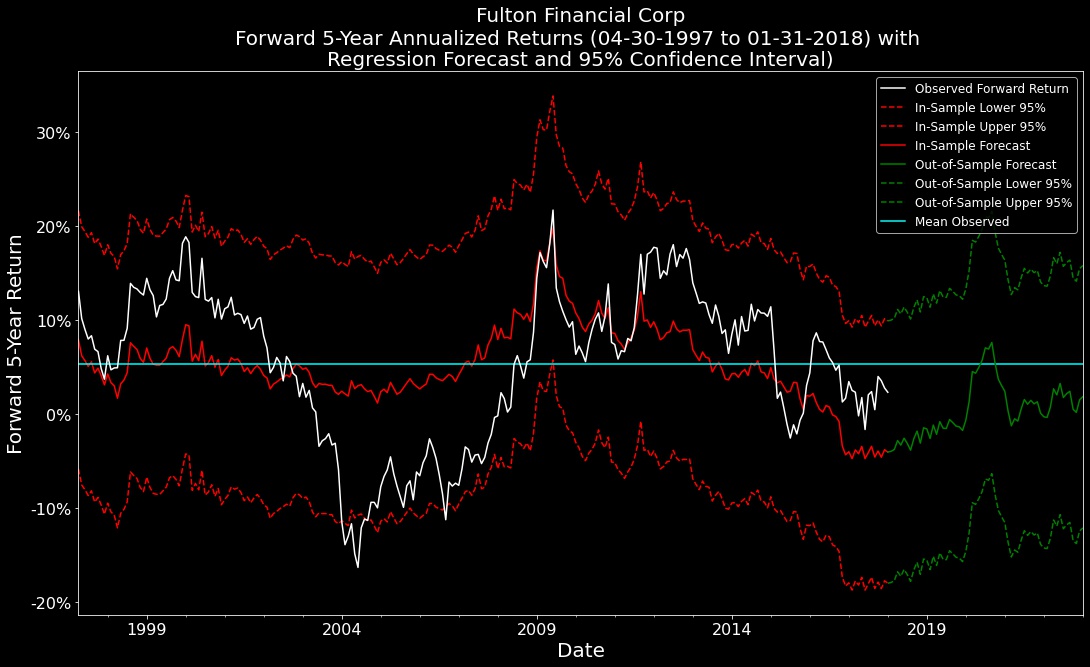 Fulton Financial Corp
Forward 5-Year Annualized Returns (04-30-1997 to 01-31-2018) with
Regression Forecast and 95% Confidence Interval)
Observed Forward Return
In-Sample Lower 95%
In-Sample Upper 95%
In-Sample Forecast
Out-of-Sample Forecast
Out-of-Sample Lower 95%
Out-of-Sample Upper 95%
Mean Observed
Forward 5-Year Return
30%
20%
10%
0%
-10%
-20%
1999
2004
2009
2014
2019
Date